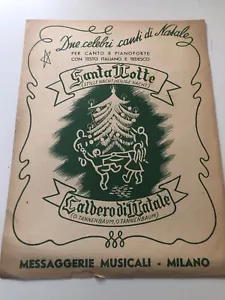 Due celebri canti di Natale
PER CANTO E PIANOFORTE
CON TESTO ITALIANO E TEDESCO
Santa Notte
(STILLE NACHT HEILIGE NACHT)
L'albero di Natale
(O TANNENBAUM, O TANNENBAUM)
MESSAGGERIE MUSICALI - MILANO